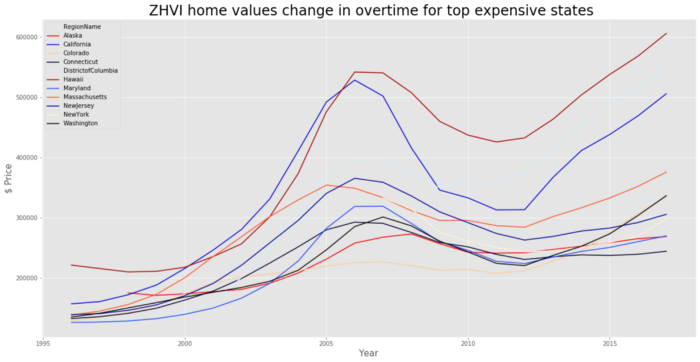 ZHVI home values change in overtime for top expensive states
RegionName
Alaska
California
Colorado
Connecticut
DistrictofColumbia
Hawaii
Maryland
Massachusetts
NewJersey
NewYork
Washington
$ Price
600000
500000
400000
300000
200000
1995
2000
2005
2010
2015
Year